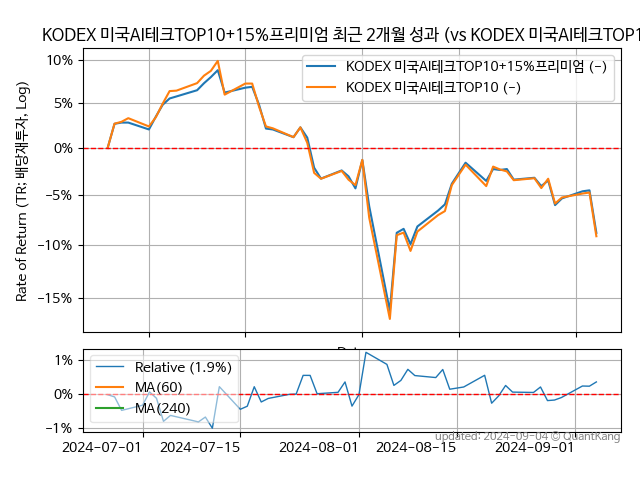 KODEX 미국AI테크TOP10+15%프리미엄 최근 2개월 성과 (vs KODEX 미국AI테크TOP1
10%
5%
0%
−5%
−10%
−15%
Rate of Return (TR: 배당재투자, Log)
KODEX 미국AI테크TOP10+15%프리미엄 (−)
KODEX 미국AI테크TOP10 (−)
1%
0%
−1%
Relative (1.9%)
MA(60)
MA(240)
updated: 2024−09−04 © QuantKang
2024−07−01 2024−07−15 2024−08−01 2024−08−15 2024−09−01